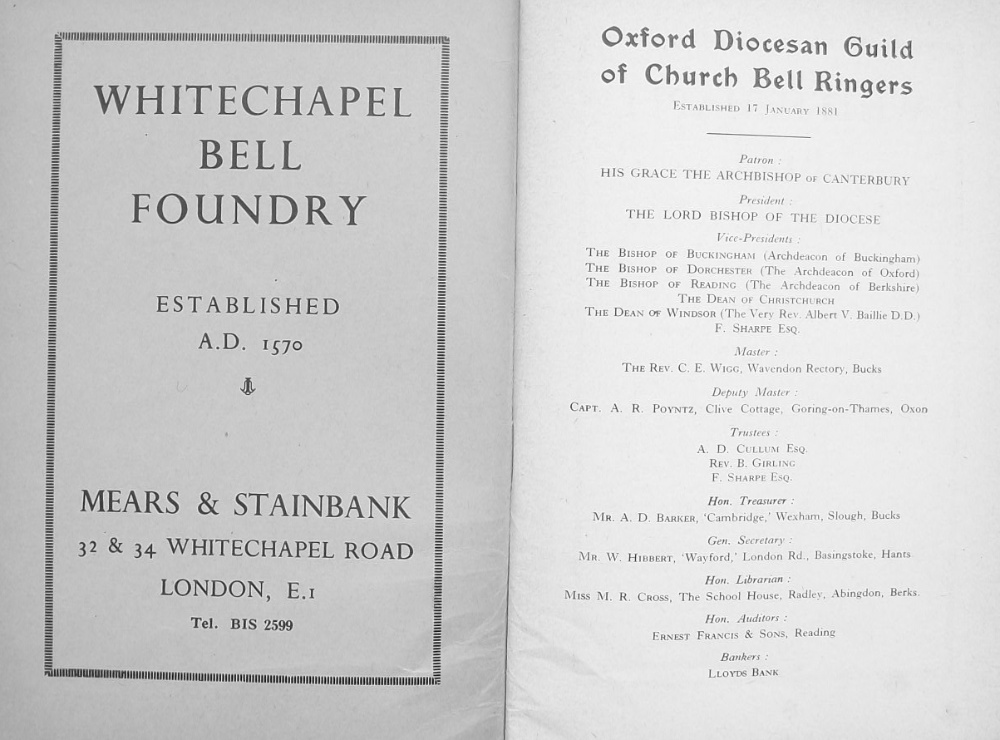 WHITECHAPEL
BELL
FOUNDRY
ESTABLISHED
A.D. 1570
MEARS & STAINBANK
32 & 34 WHITECHAPEL ROAD
LONDON, E.1
Tel. BIS 2599
Oxford Diocesan Guild
of Church Bell Ringers
ESTABLISHED 17 JANUARY 1881
Patron :
HIS GRACE THE ARCHBISHOP OF CANTERBURY
President :
THE LORD BISHOP OF THE DIOCESE
Vice-Presidents :
THE BISHOP OF BUCKINGHAM (Archdeacon of Buckingham)
THE BISHOP OF DORCHESTER (The Archdeacon of Oxford)
THE BISHOP OF READING (The Archdeacon of Berkshire)
THE DEAN OF CHRISTCHURCH
THE DEAN OF WINDSOR (The Very Rev. Albert V. Baillie D.D.)
F. SHARPE ESQ.
Master :
THE REV. C. E. WIGG, Wavendon Rectory, Bucks
Deputy Master :
CAPT. A. R. POYNTZ, Clive Cottage, Goring-on-Thames, Oxon
Trustees :
A. D. CULLUM ESQ.
REV. B. GIRLING
F. SHARPE ESQ.
Hon. Treasurer :
MR. A. D. BARKER, 'Cambridge,' Wexham, Slough, Bucks
Gen. Secretary :
MR. W. HIBBERT, 'Wayford,' London Rd., Basingstoke, Hants
Hon. Librarian :
MISS M. R. CROSS, The School House, Radley, Abingdon, Berks.
Hon. Auditors :
ERNEST FRANCIS & SONS, Reading
Bankers :
LLOYDS BANK